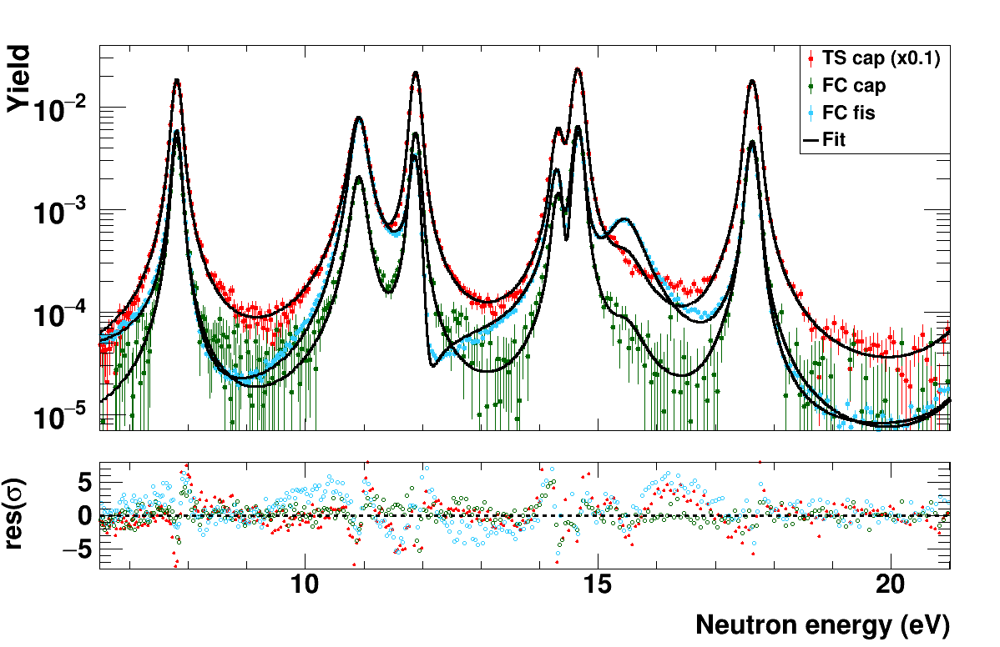 Yield
10⁻²
10⁻³
10⁻⁴
10⁻⁵
TS cap (x0.1)
FC cap
FC fis
Fit
res(σ)
5
0
−5
10
15
20
Neutron energy (eV)